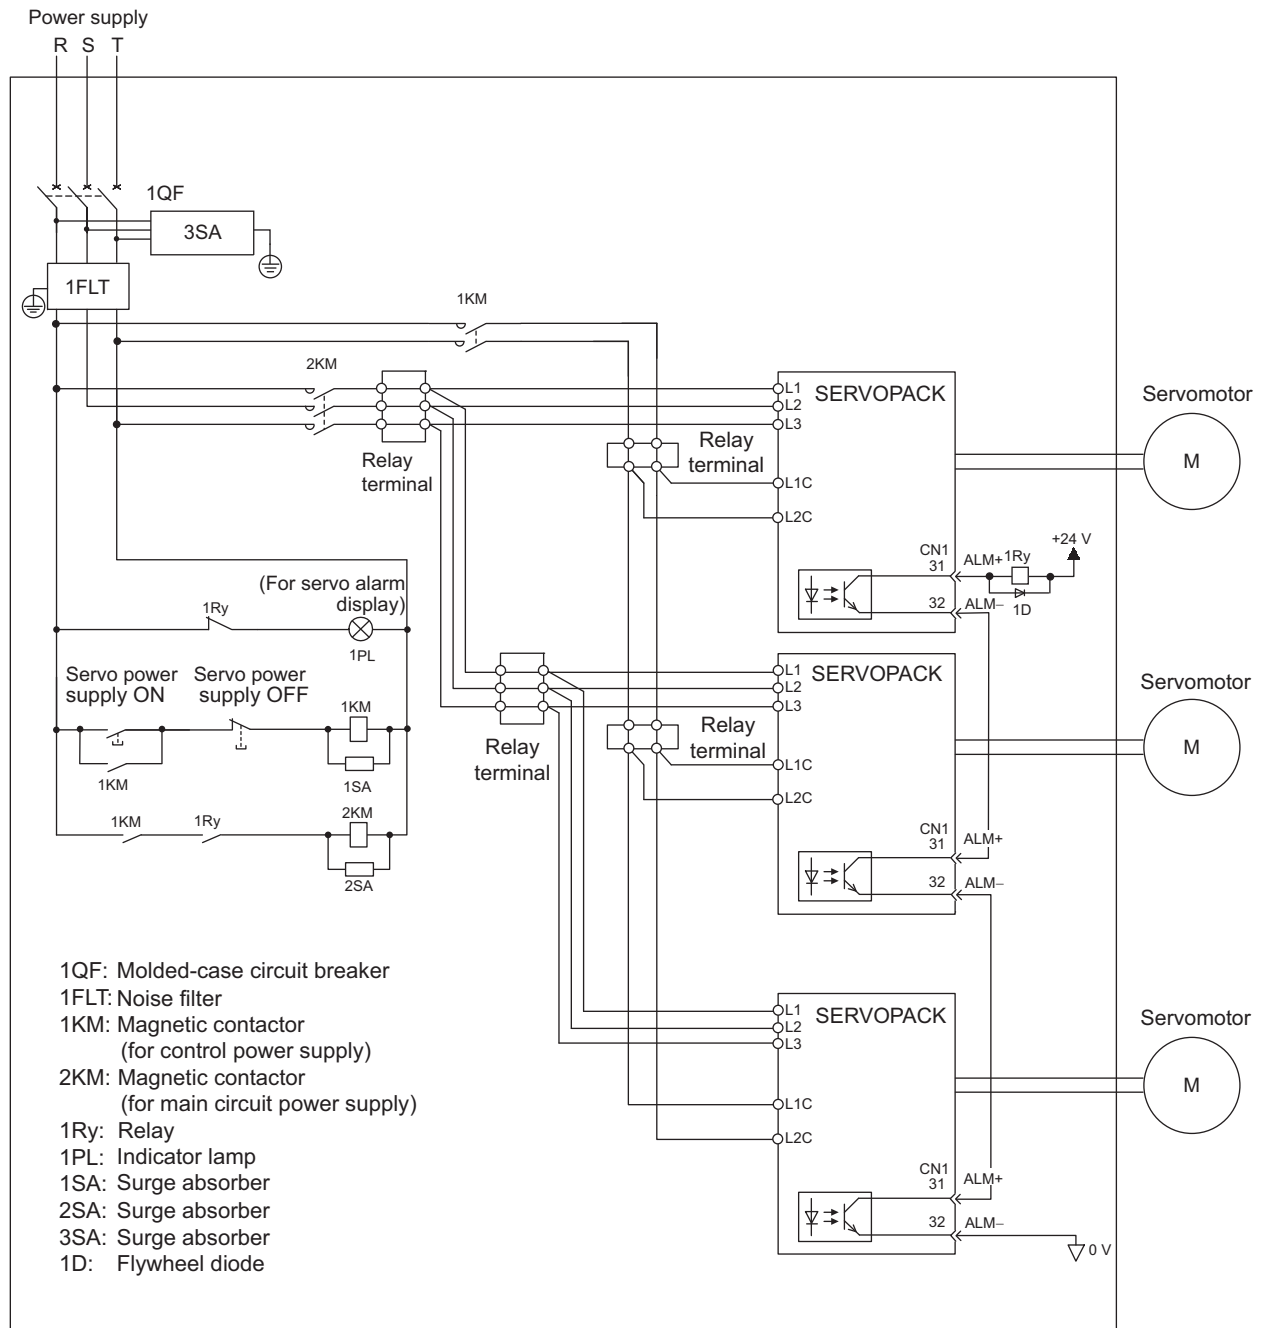 Power supply
R S T
1QF
3SA
1FLT
1KM
2KM
L1
L2
L3
SERVOPACK
Servomotor
M
Relay
terminal
Relay
terminal
L1C
L2C
CN1
31
ALM+
1Ry
+24 V
1D
32
ALM–
(For servo alarm
display)
1Ry
1PL
Servo power
supply ON
Servo power
supply OFF
1KM
1KM
1SA
1KM
1Ry
2KM
2SA
L1
L2
L3
SERVOPACK
Servomotor
M
Relay
terminal
Relay
terminal
L1C
L2C
CN1
31
ALM+
32
ALM–
L1
L2
L3
SERVOPACK
Servomotor
M
L1C
L2C
CN1
31
ALM+
32
ALM–
0 V
1QF: Molded-case circuit breaker
1FLT: Noise filter
1KM: Magnetic contactor
(for control power supply)
2KM: Magnetic contactor
(for main circuit power supply)
1Ry: Relay
1PL: Indicator lamp
1SA: Surge absorber
2SA: Surge absorber
3SA: Surge absorber
1D: Flywheel diode